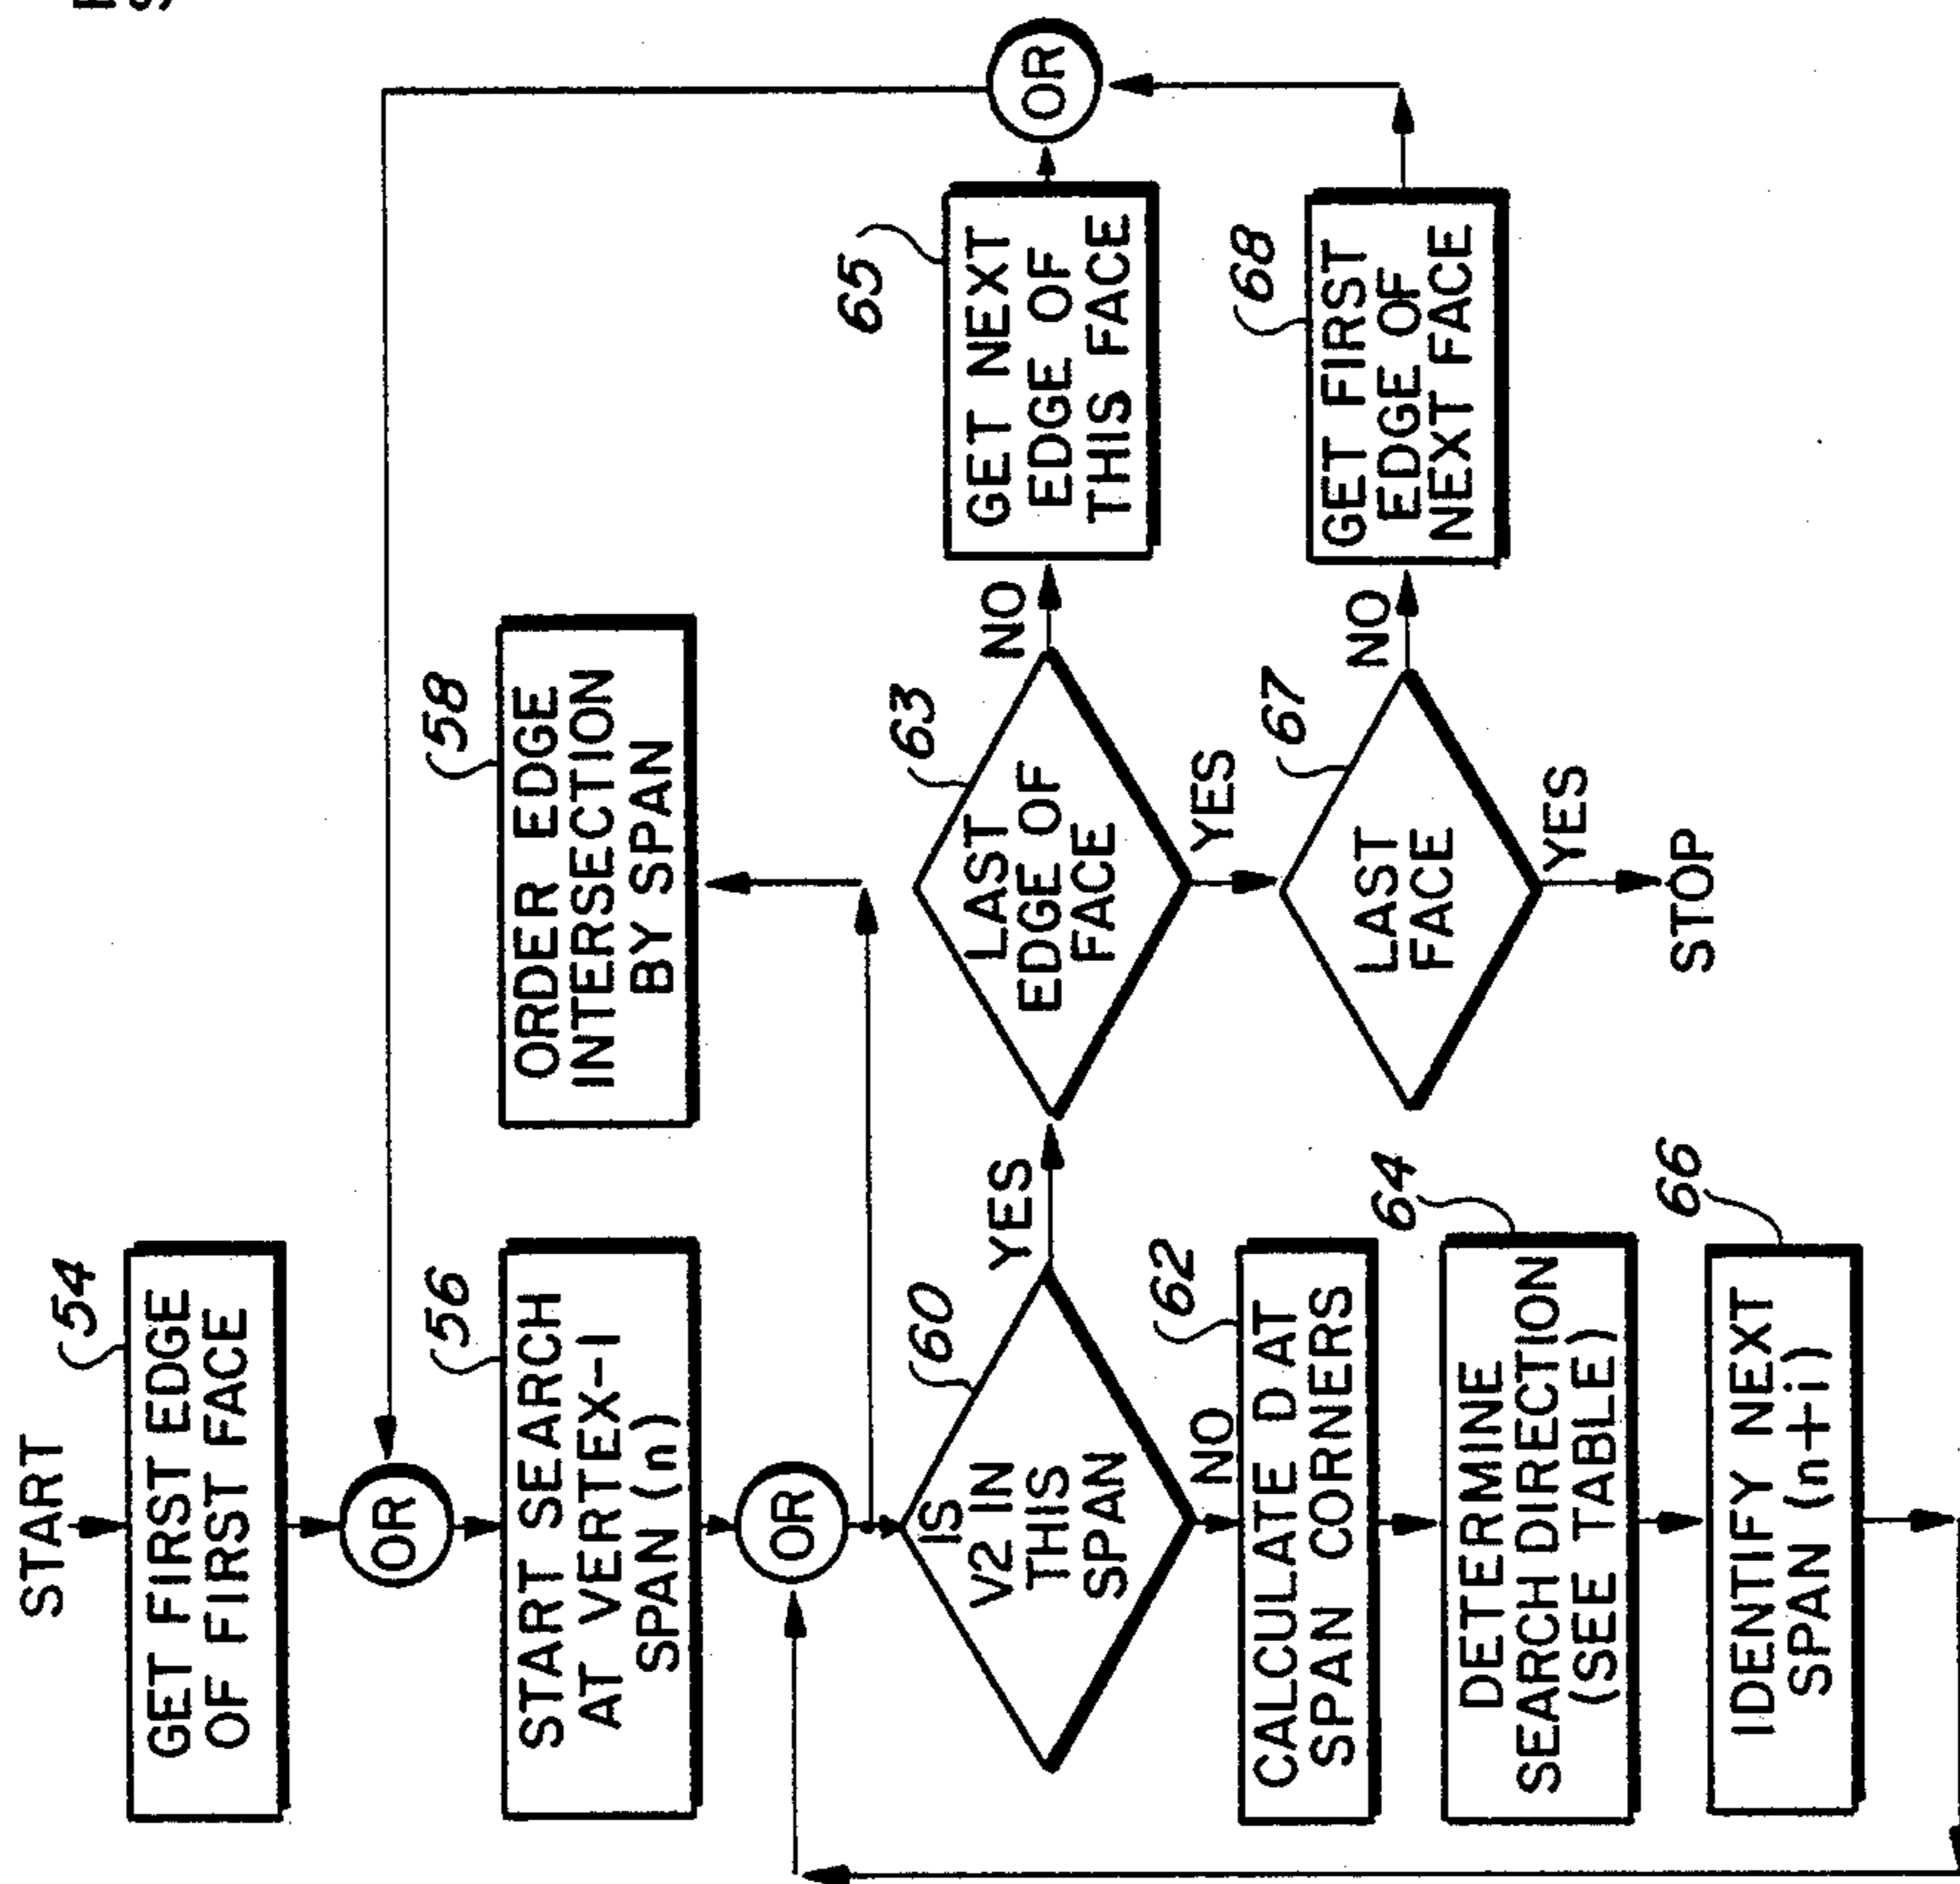 START
54
GET FIRST EDGE
OF FIRST FACE
OR
56
START SEARCH
AT VERTEX-1
SPAN (n)
OR
58
ORDER EDGE
INTERSECTION
BY SPAN
60
IS
V2 IN
THIS
SPAN
YES
NO
62
CALCULATE D AT
SPAN CORNERS
64
DETERMINE
SEARCH DIRECTION
(SEE TABLE)
66
IDENTIFY NEXT
SPAN (n+i)
63
LAST
EDGE OF
FACE
NO
YES
65
GET NEXT
EDGE OF
THIS FACE
OR
67
LAST
FACE
NO
YES
STOP
68
GET FIRST
EDGE OF
NEXT FACE